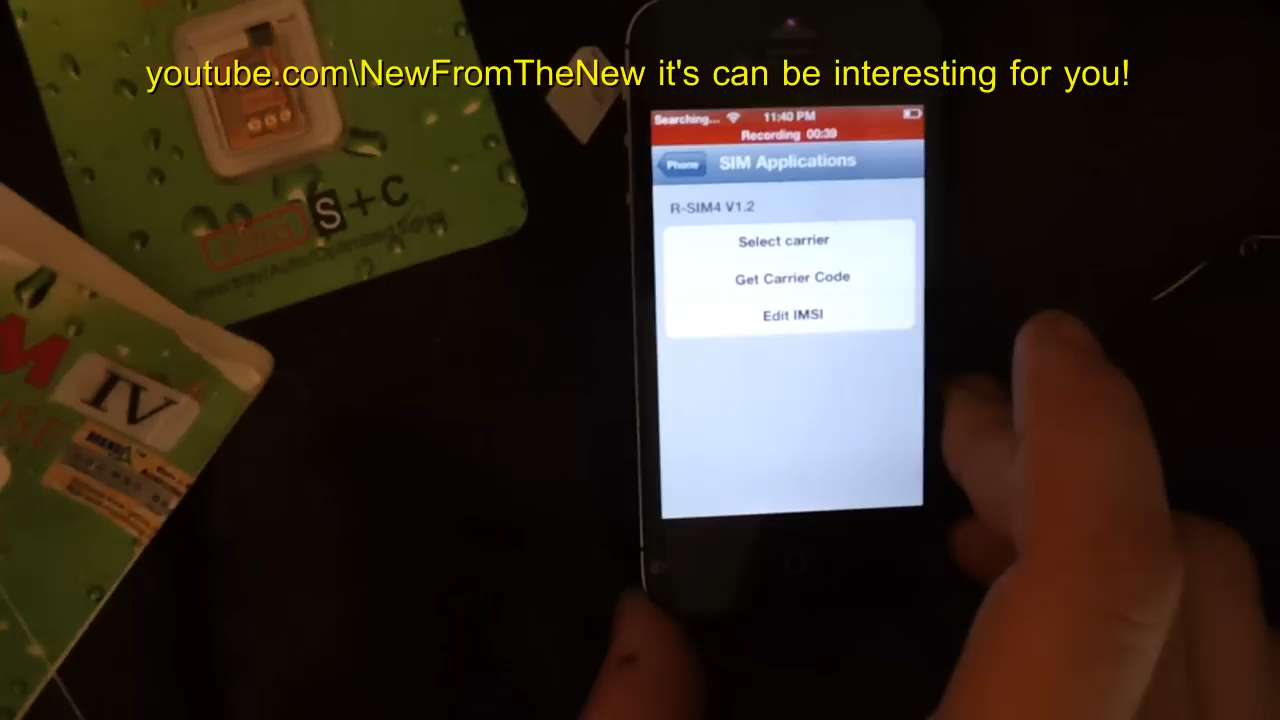 youtube.com\NewFromTheNew it's can be interesting for you!
Searching... 11:40 PM
Recording 00:39
Phone SIM Applications
R-SIM4 V1.2
Select carrier
Get Carrier Code
Edit IMSI
S+C
IV